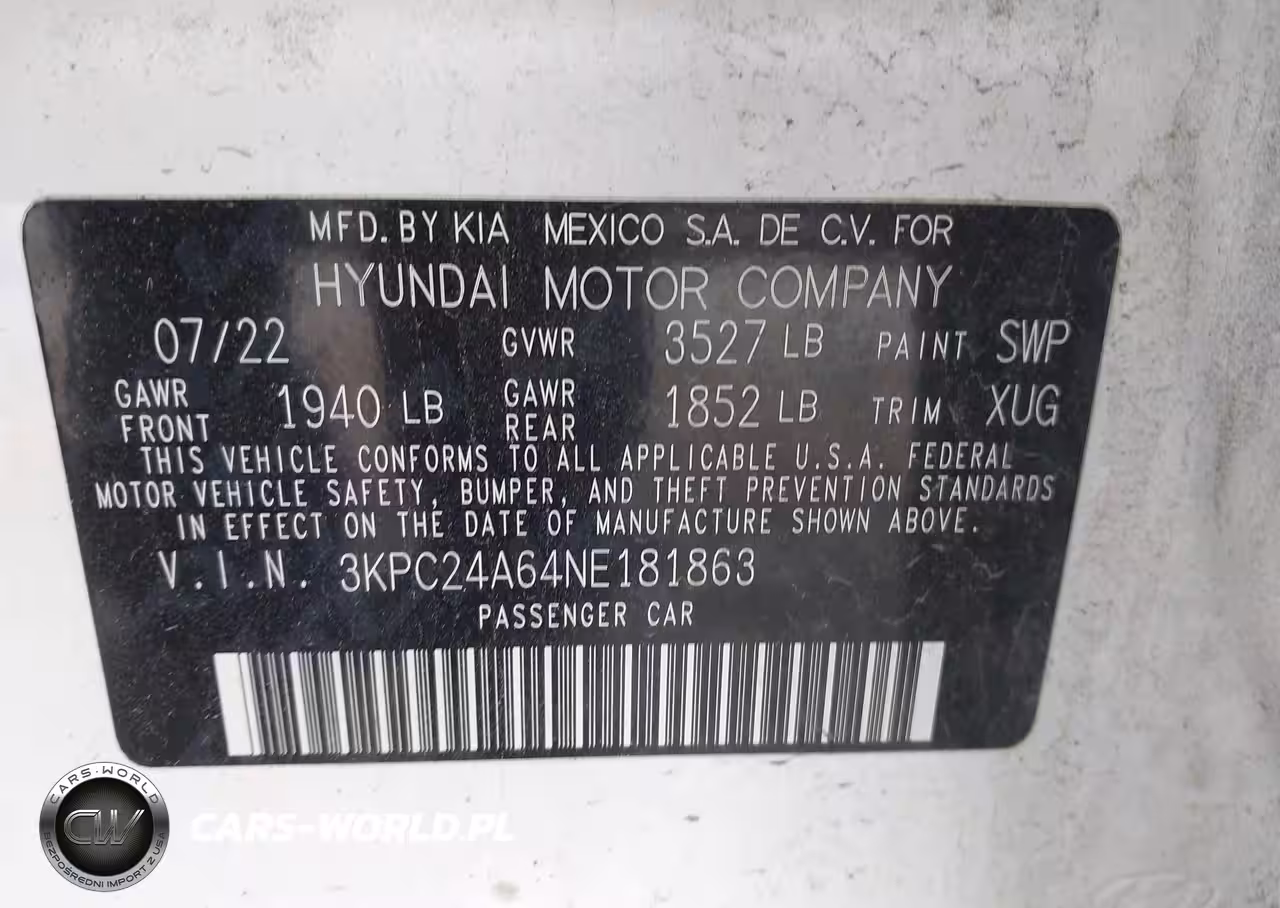 MFD. BY KIA MEXICO S.A. DE C.V. FOR
HYUNDAI MOTOR COMPANY
07/22 GVWR 3527 LB PAINT SWP
GAWR FRONT 1940 LB GAWR REAR 1852 LB TRIM XUG
THIS VEHICLE CONFORMS TO ALL APPLICABLE U.S.A. FEDERAL
MOTOR VEHICLE SAFETY, BUMPER, AND THEFT PREVENTION STANDARDS
IN EFFECT ON THE DATE OF MANUFACTURE SHOWN ABOVE.
V.I.N. 3KPC24A64NE181863
PASSENGER CAR
CARS-WORLD
CW
BEZPOŚREDNI IMPORT Z USA
CARS-WORLD.PL